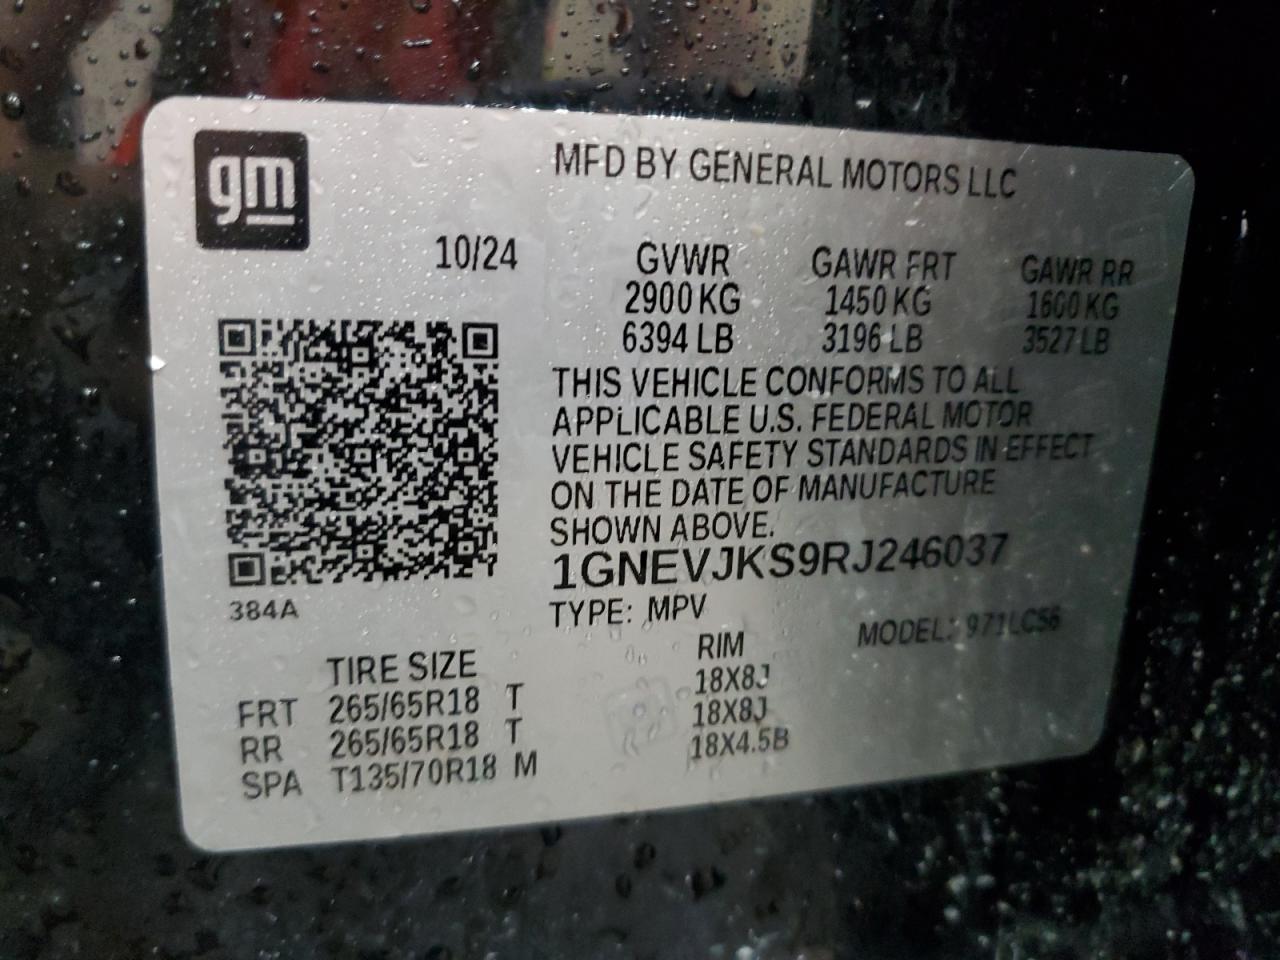 gm
MFD BY GENERAL MOTORS LLC
10/24
GVWR GAWR FRT GAWR RR
2900 KG 1450 KG 1600 KG
6394 LB 3196 LB 3527 LB
THIS VEHICLE CONFORMS TO ALL
APPLICABLE U.S. FEDERAL MOTOR
VEHICLE SAFETY STANDARDS IN EFFECT
ON THE DATE OF MANUFACTURE
SHOWN ABOVE.
1GNEVJKS9RJ246037
384A
TYPE: MPV
MODEL: 971LC56
TIRE SIZE RIM
FRT 265/65R18 T 18X8J
RR 265/65R18 T 18X8J
SPA T135/70R18 M 18X4.5B